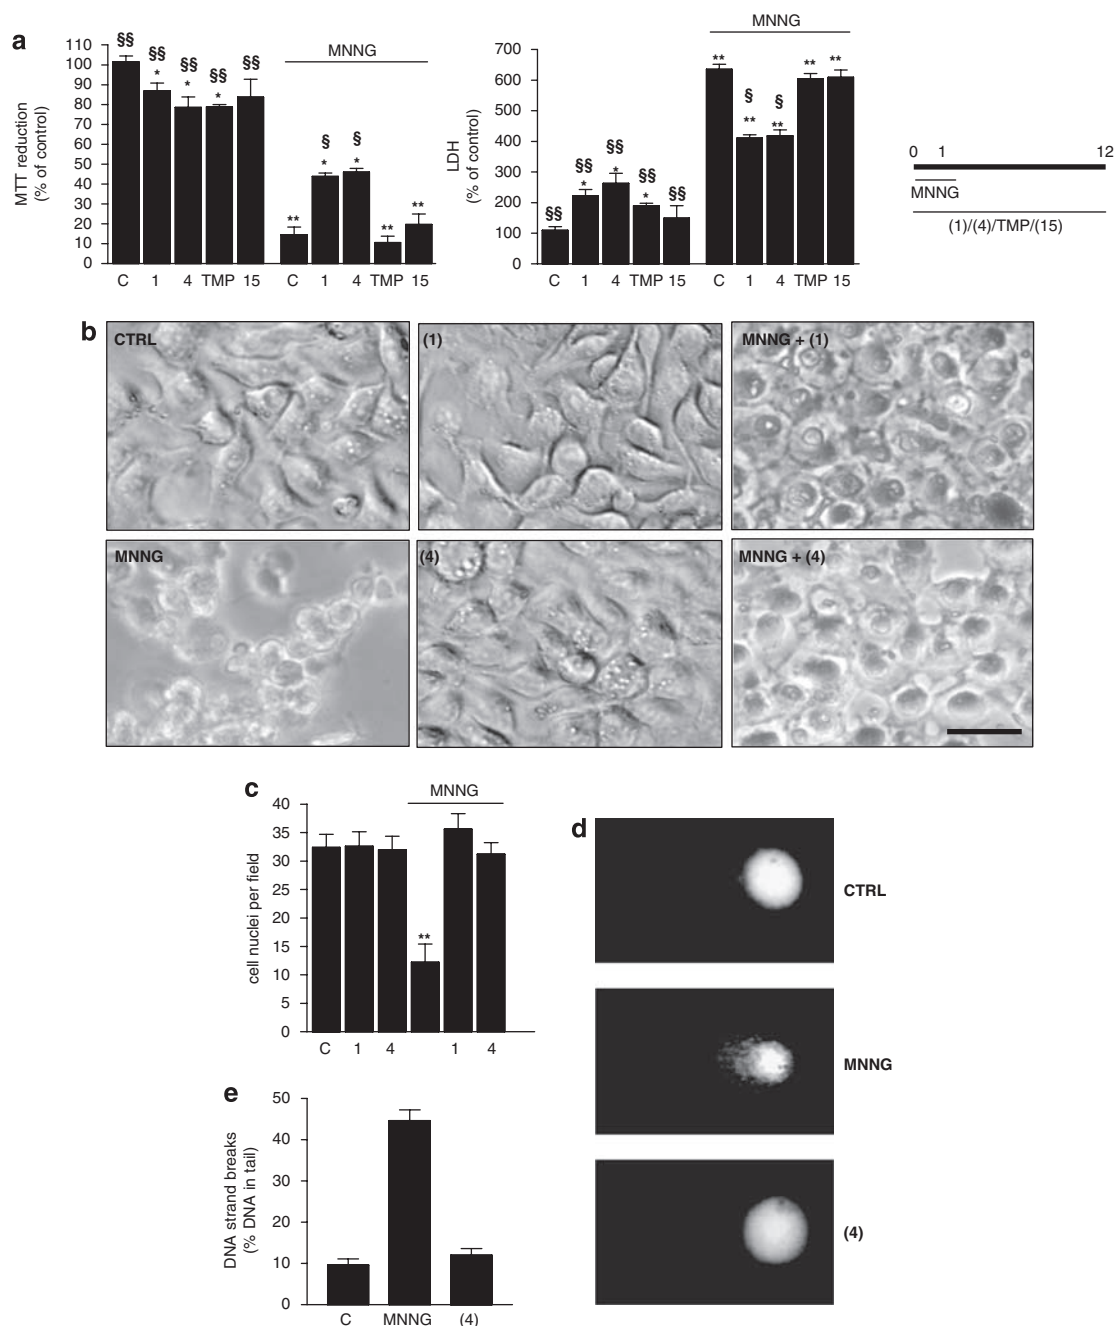 a
MTT reduction
(% of control)
110
100
90
80
70
60
50
40
30
20
10
0
§§ §§ §§ §§ §§
* * *
MNNG
§ §
** * * ** **
C 1 4 TMP 15 C 1 4 TMP 15
LDH
(% of control)
700
600
500
400
300
200
100
0
§§ §§ §§ §§ §§
* * *
MNNG
§ §
** ** ** ** **
C 1 4 TMP 15 C 1 4 TMP 15
0 1 12
MNNG
(1)/(4)/TMP/(15)
b
CTRL
(1)
MNNG + (1)
MNNG
(4)
MNNG + (4)
c
cell nuclei per field
40
35
30
25
20
15
10
5
0
MNNG
**
C 1 4 1 4
d
CTRL
MNNG
(4)
e
DNA strand breaks
(% DNA in tail)
50
40
30
20
10
0
C MNNG (4)